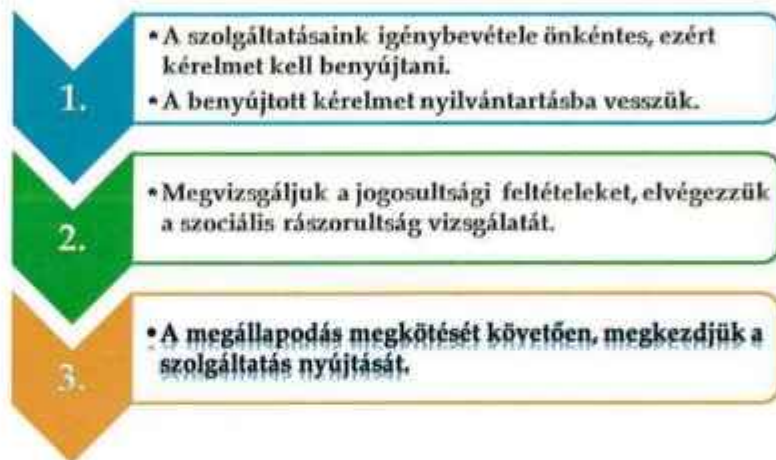 1.
• A szolgáltatásaink igénybevétele önkéntes, ezért
kérelmet kell benyújtani.
• A benyújtott kérelmet nyilvántartásba vesszük.
2.
• Megvizsgáljuk a jogosultsági feltételeket, elvégezzük
a szociális rászorultság vizsgálatát.
3.
• A megállapodás megkötését követően, megkezdjük a
szolgáltatás nyújtását.